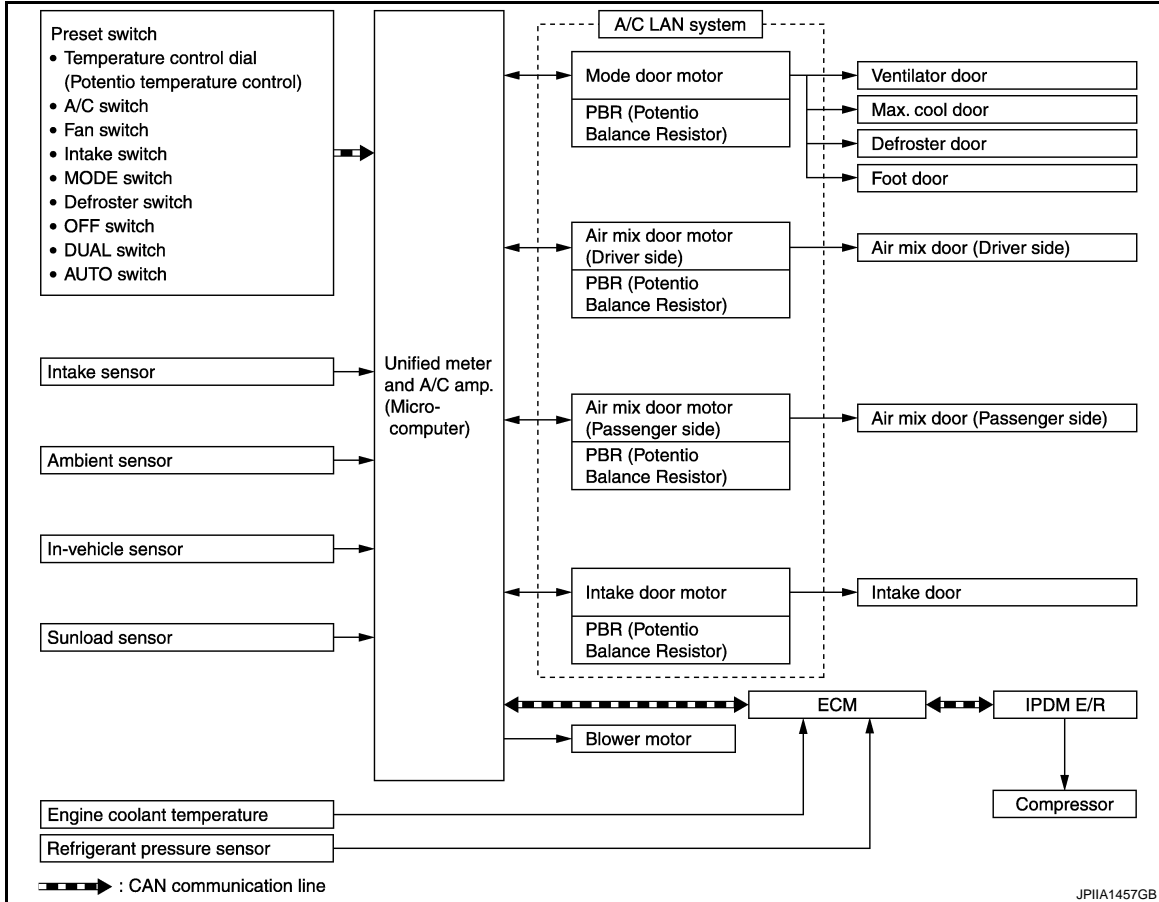 Preset switch
• Temperature control dial
(Potentio temperature control)
• A/C switch
• Fan switch
• Intake switch
• MODE switch
• Defroster switch
• OFF switch
• DUAL switch
• AUTO switch
Intake sensor
Ambient sensor
In-vehicle sensor
Sunload sensor
Unified meter
and A/C amp.
(Micro-
computer)
A/C LAN system
Mode door motor
PBR (Potentio
Balance Resistor)
Ventilator door
Max. cool door
Defroster door
Foot door
Air mix door motor
(Driver side)
PBR (Potentio
Balance Resistor)
Air mix door (Driver side)
Air mix door motor
(Passenger side)
PBR (Potentio
Balance Resistor)
Air mix door (Passenger side)
Intake door motor
PBR (Potentio
Balance Resistor)
Intake door
ECM
IPDM E/R
Blower motor
Compressor
Engine coolant temperature
Refrigerant pressure sensor
: CAN communication line
JPIIA1457GB